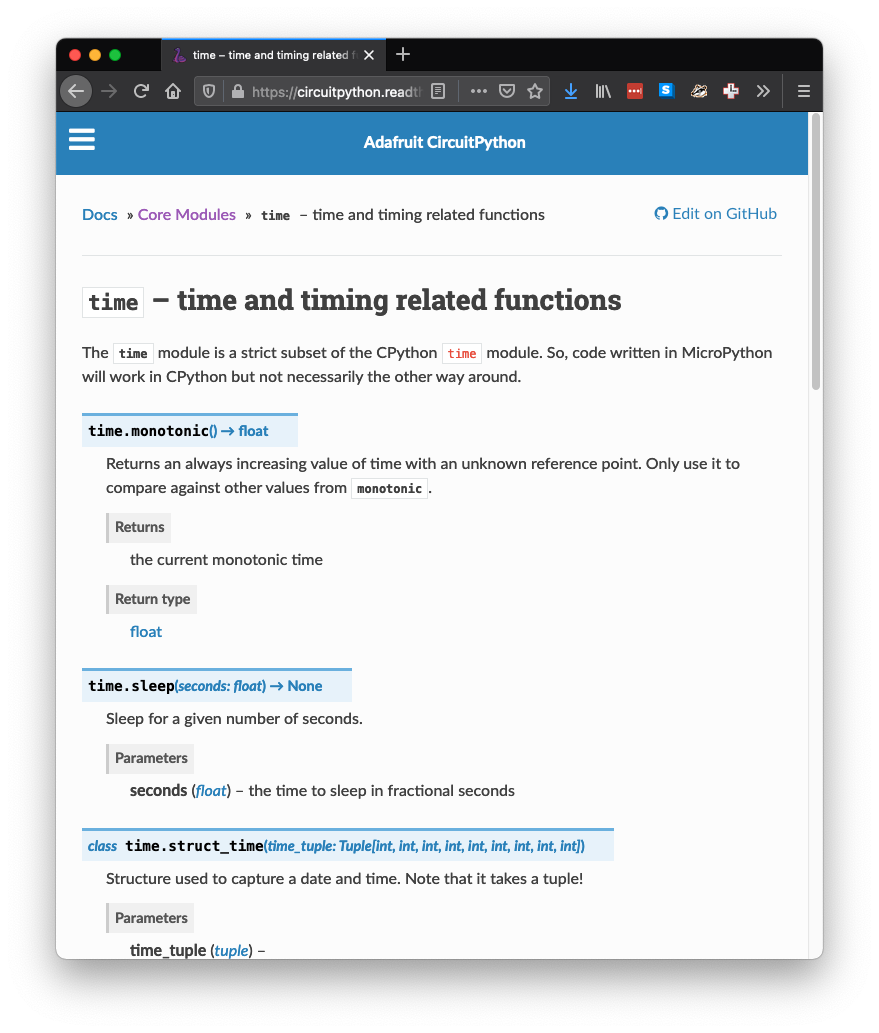 time – time and timing related f
https://circuitpython.readth
Adafruit CircuitPython
Docs » Core Modules » time – time and timing related functions
Edit on GitHub
time – time and timing related functions
The time module is a strict subset of the CPython time module. So, code written in MicroPython
will work in CPython but not necessarily the other way around.
time.monotonic() → float
Returns an always increasing value of time with an unknown reference point. Only use it to
compare against other values from monotonic.
Returns
the current monotonic time
Return type
float
time.sleep(seconds: float) → None
Sleep for a given number of seconds.
Parameters
seconds (float) – the time to sleep in fractional seconds
class time.struct_time(time_tuple: Tuple[int, int, int, int, int, int, int, int, int])
Structure used to capture a date and time. Note that it takes a tuple!
Parameters
time_tuple (tuple) –